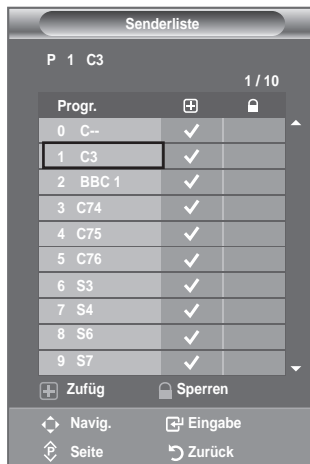 Senderliste
P 1 C3
1 / 10
Progr.
0 C--
1 C3
2 BBC 1
3 C74
4 C75
5 C76
6 S3
7 S4
8 S6
9 S7
Zufüg Sperren
Navig. Eingabe
P Seite Zurück